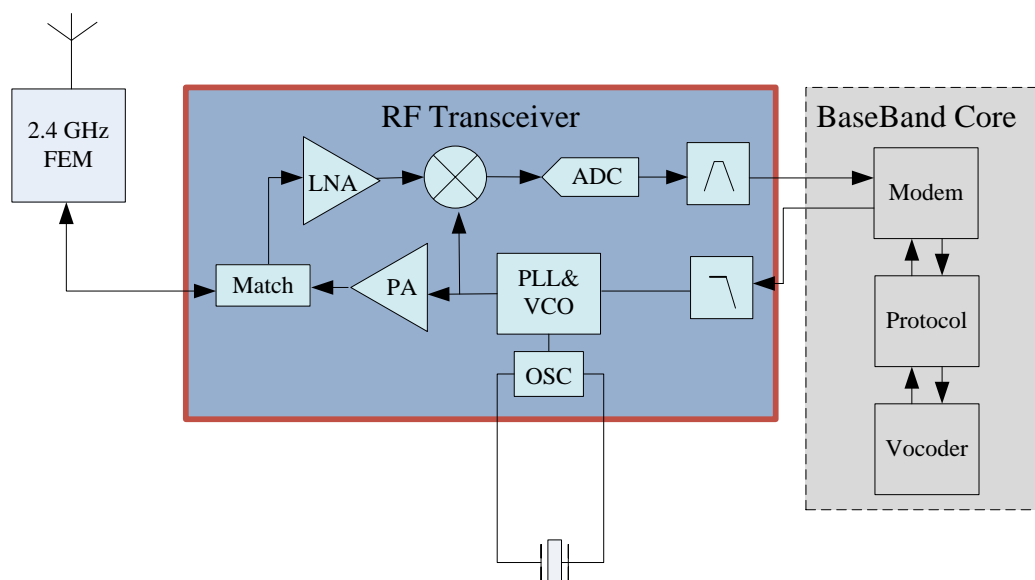 RF Transceiver
BaseBand Core
2.4 GHz
FEM
LNA
ADC
Modem
Match
PA
PLL&
VCO
Protocol
OSC
Vocoder